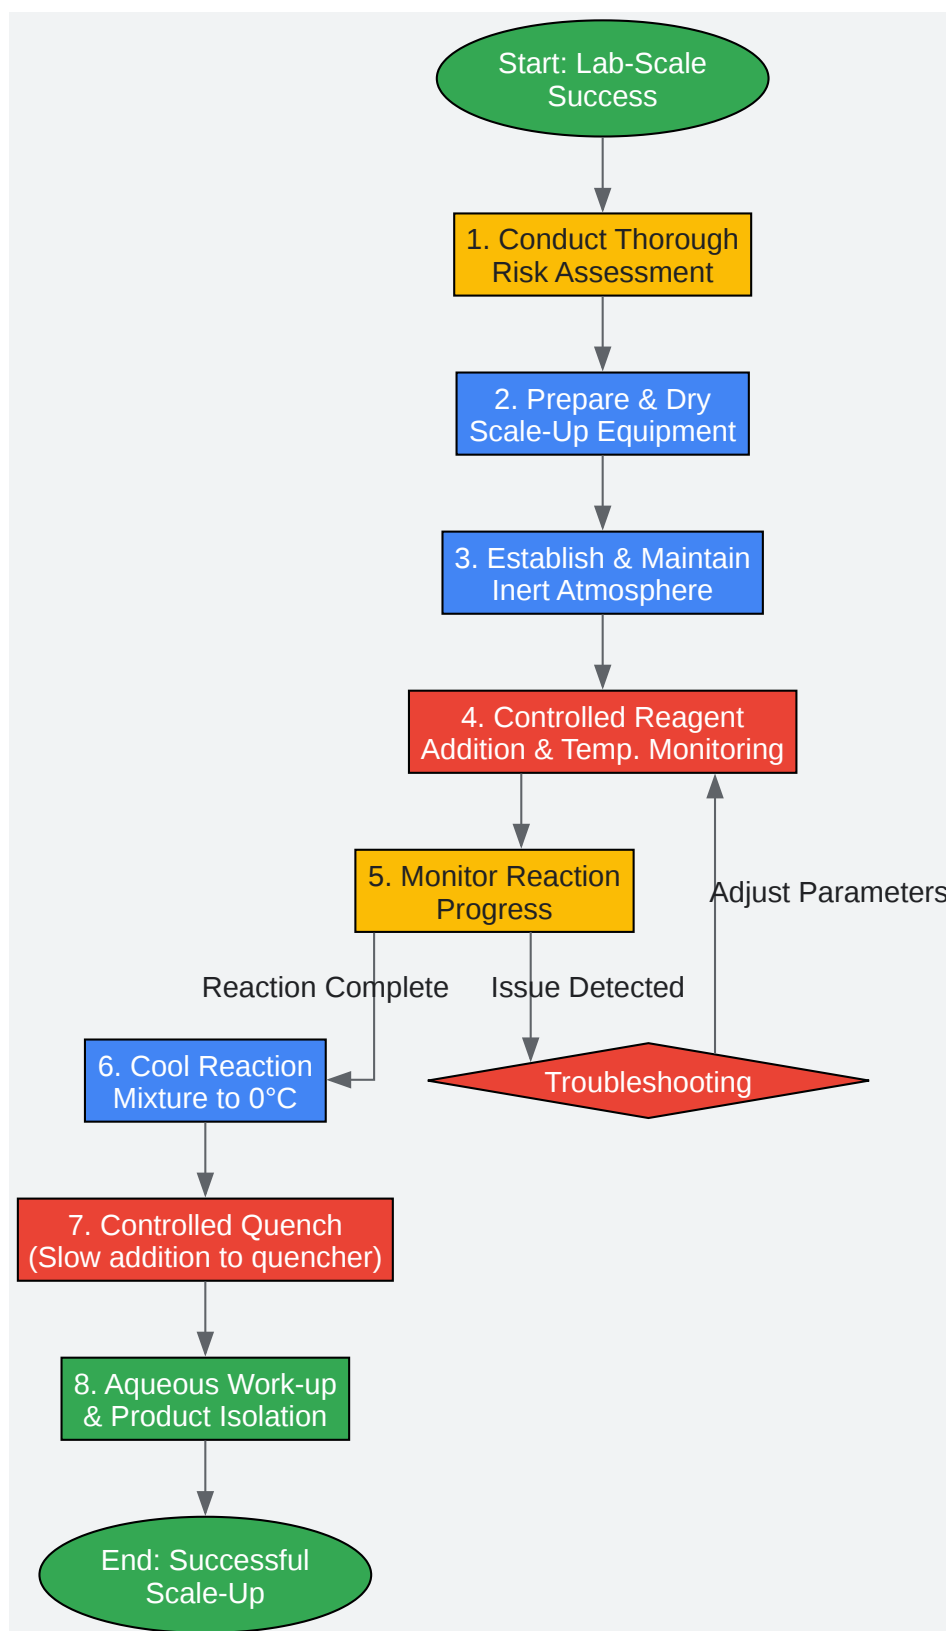 Start: Lab-Scale
Success
1. Conduct Thorough
Risk Assessment
2. Prepare & Dry
Scale-Up Equipment
3. Establish & Maintain
Inert Atmosphere
4. Controlled Reagent
Addition & Temp. Monitoring
5. Monitor Reaction
Progress
Adjust Parameters
Reaction Complete
Issue Detected
6. Cool Reaction
Mixture to 0°C
Troubleshooting
7. Controlled Quench
(Slow addition to quencher)
8. Aqueous Work-up
& Product Isolation
End: Successful
Scale-Up